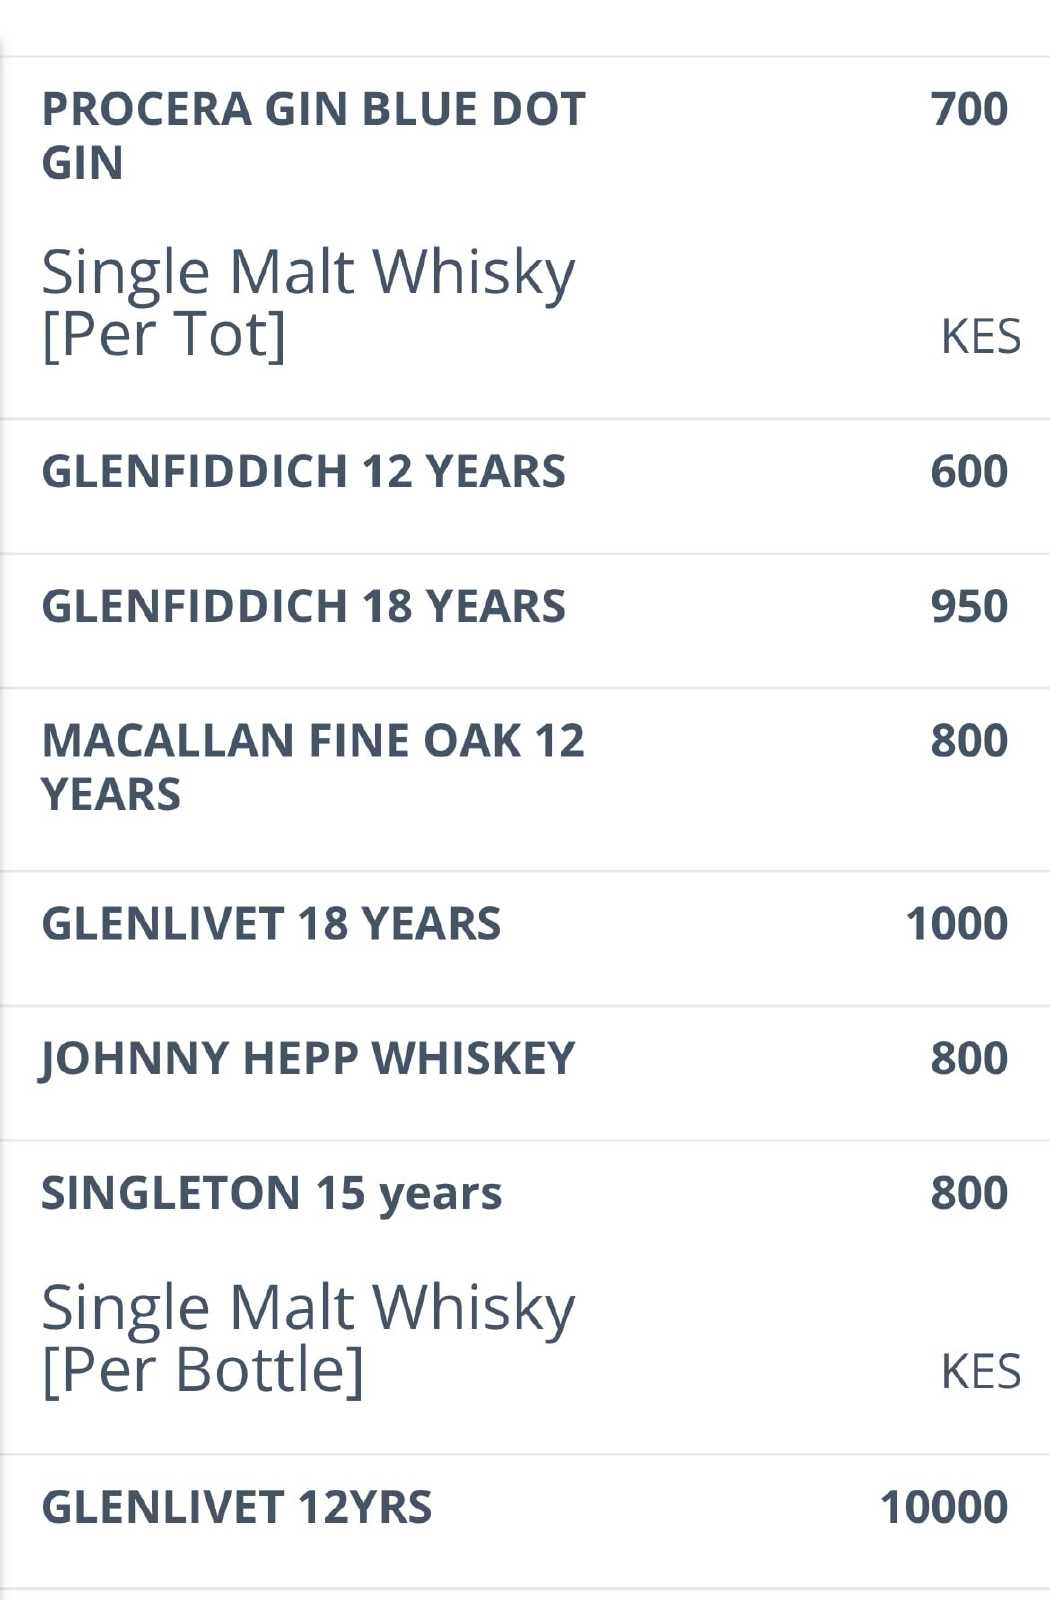 PROCERA GIN BLUE DOT 700
GIN
Single Malt Whisky
[Per Tot] KES
GLENFIDDICH 12 YEARS 600
GLENFIDDICH 18 YEARS 950
MACALLAN FINE OAK 12 800
YEARS
GLENLIVET 18 YEARS 1000
JOHNNY HEPP WHISKEY 800
SINGLETON 15 years 800
Single Malt Whisky
[Per Bottle] KES
GLENLIVET 12YRS 10000